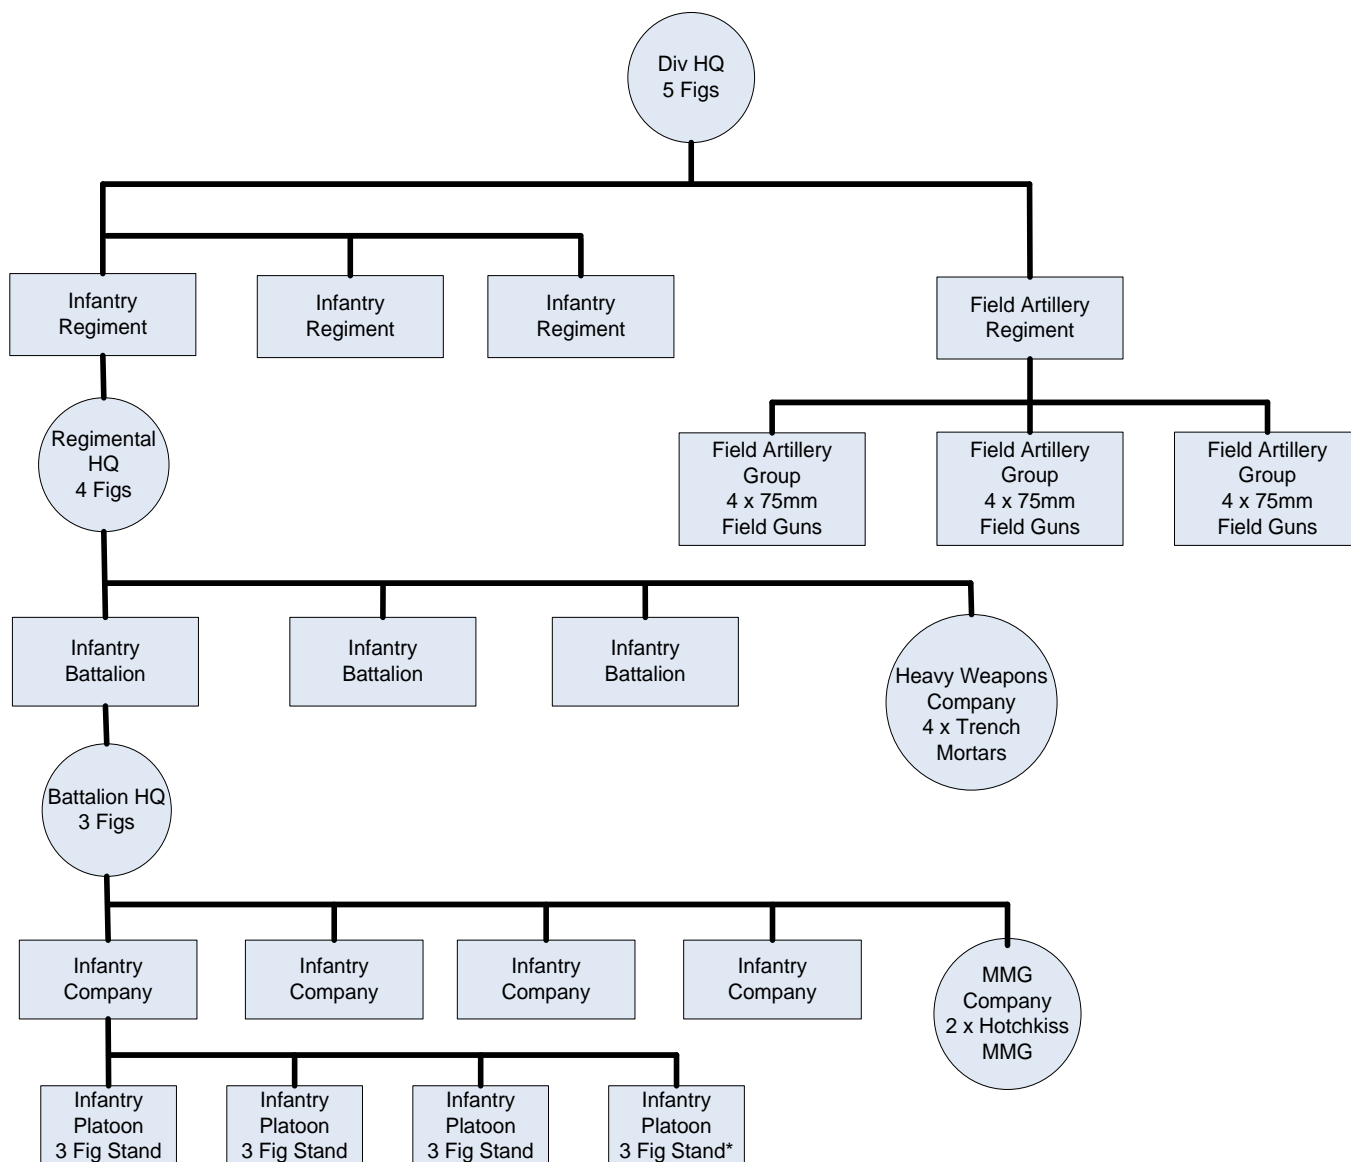 Div HQ
5 Figs
Infantry
Regiment
Infantry
Regiment
Infantry
Regiment
Field Artillery
Regiment
Regimental
HQ
4 Figs
Field Artillery
Group
4 x 75mm
Field Guns
Field Artillery
Group
4 x 75mm
Field Guns
Field Artillery
Group
4 x 75mm
Field Guns
Infantry
Battalion
Infantry
Battalion
Infantry
Battalion
Heavy Weapons
Company
4 x Trench
Mortars
Battalion HQ
3 Figs
Infantry
Company
Infantry
Company
Infantry
Company
Infantry
Company
MMG
Company
2 x Hotchkiss
MMG
Infantry
Platoon
3 Fig Stand
Infantry
Platoon
3 Fig Stand
Infantry
Platoon
3 Fig Stand
Infantry
Platoon
3 Fig Stand*